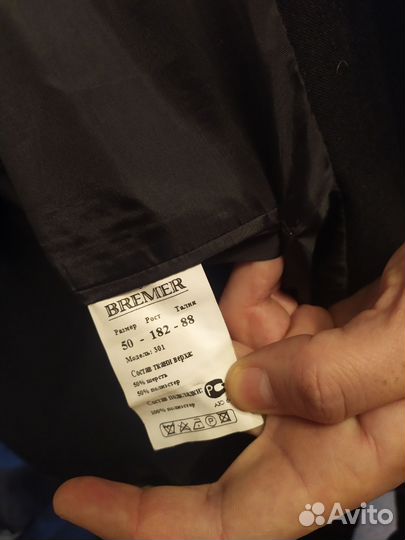 BREMER
Размер Рост Талия
50 - 182 - 88
Модель: 301
Состав ткани верха:
50% шерсть
50% полиэстер
Состав подкладки:
100% полиэстер
Р
Avito